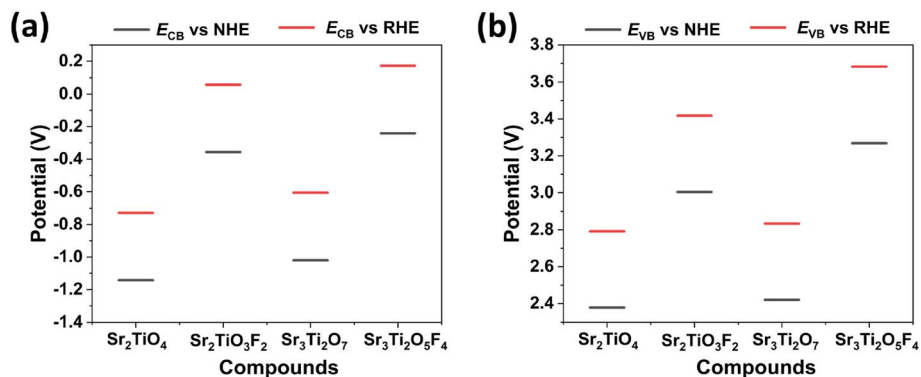 (a)
E_CB vs NHE E_CB vs RHE
0.2
0.0
-0.2
-0.4
-0.6
-0.8
-1.0
-1.2
-1.4
Potential (V)
Sr₂TiO₄ Sr₂TiO₃F₂ Sr₃Ti₂O₇ Sr₃Ti₂O₅F₄
Compounds
(b)
E_VB vs NHE E_VB vs RHE
3.8
3.6
3.4
3.2
3.0
2.8
2.6
2.4
Potential (V)
Sr₂TiO₄ Sr₂TiO₃F₂ Sr₃Ti₂O₇ Sr₃Ti₂O₅F₄
Compounds